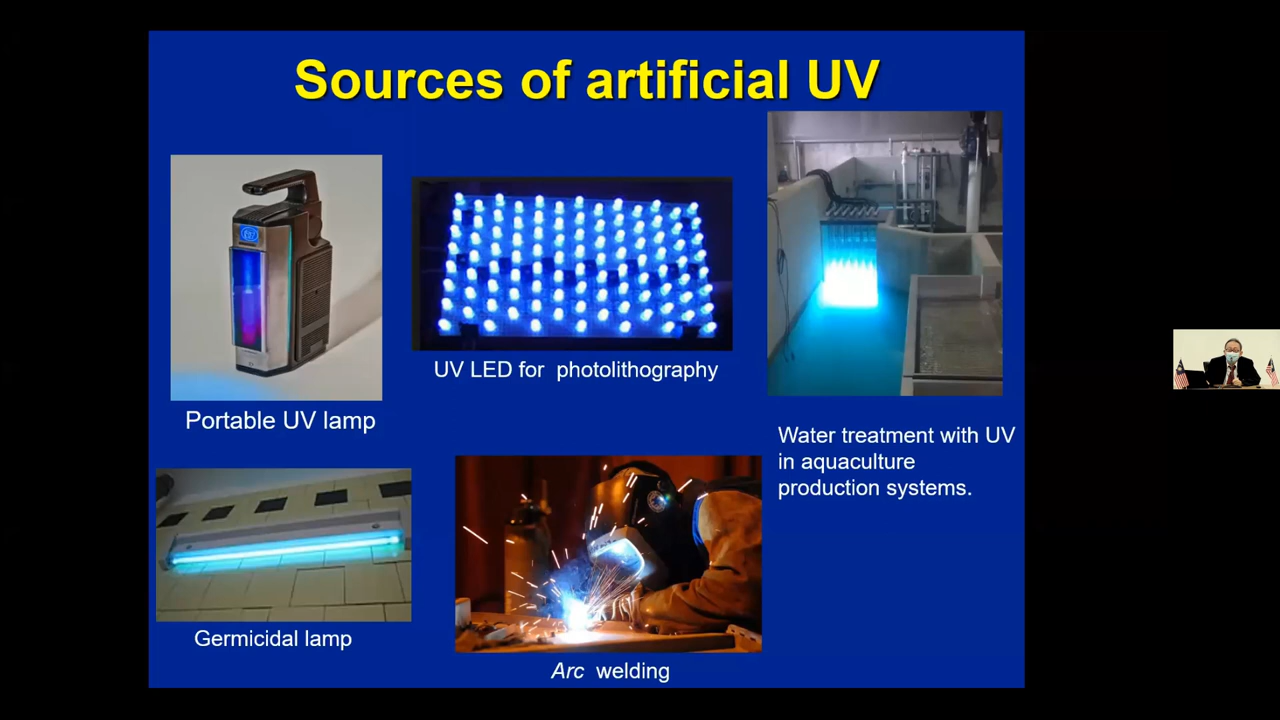 Sources of artificial UV
Portable UV lamp
UV LED for photolithography
Water treatment with UV
in aquaculture
production systems.
Germicidal lamp
Arc welding